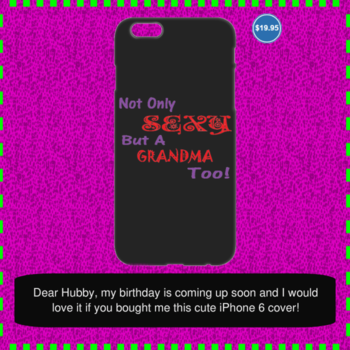 $19.95
Not Only
SEXY
But A
GRANDMA
Too!
Dear Hubby, my birthday is coming up soon and I would
love it if you bought me this cute iPhone 6 cover!